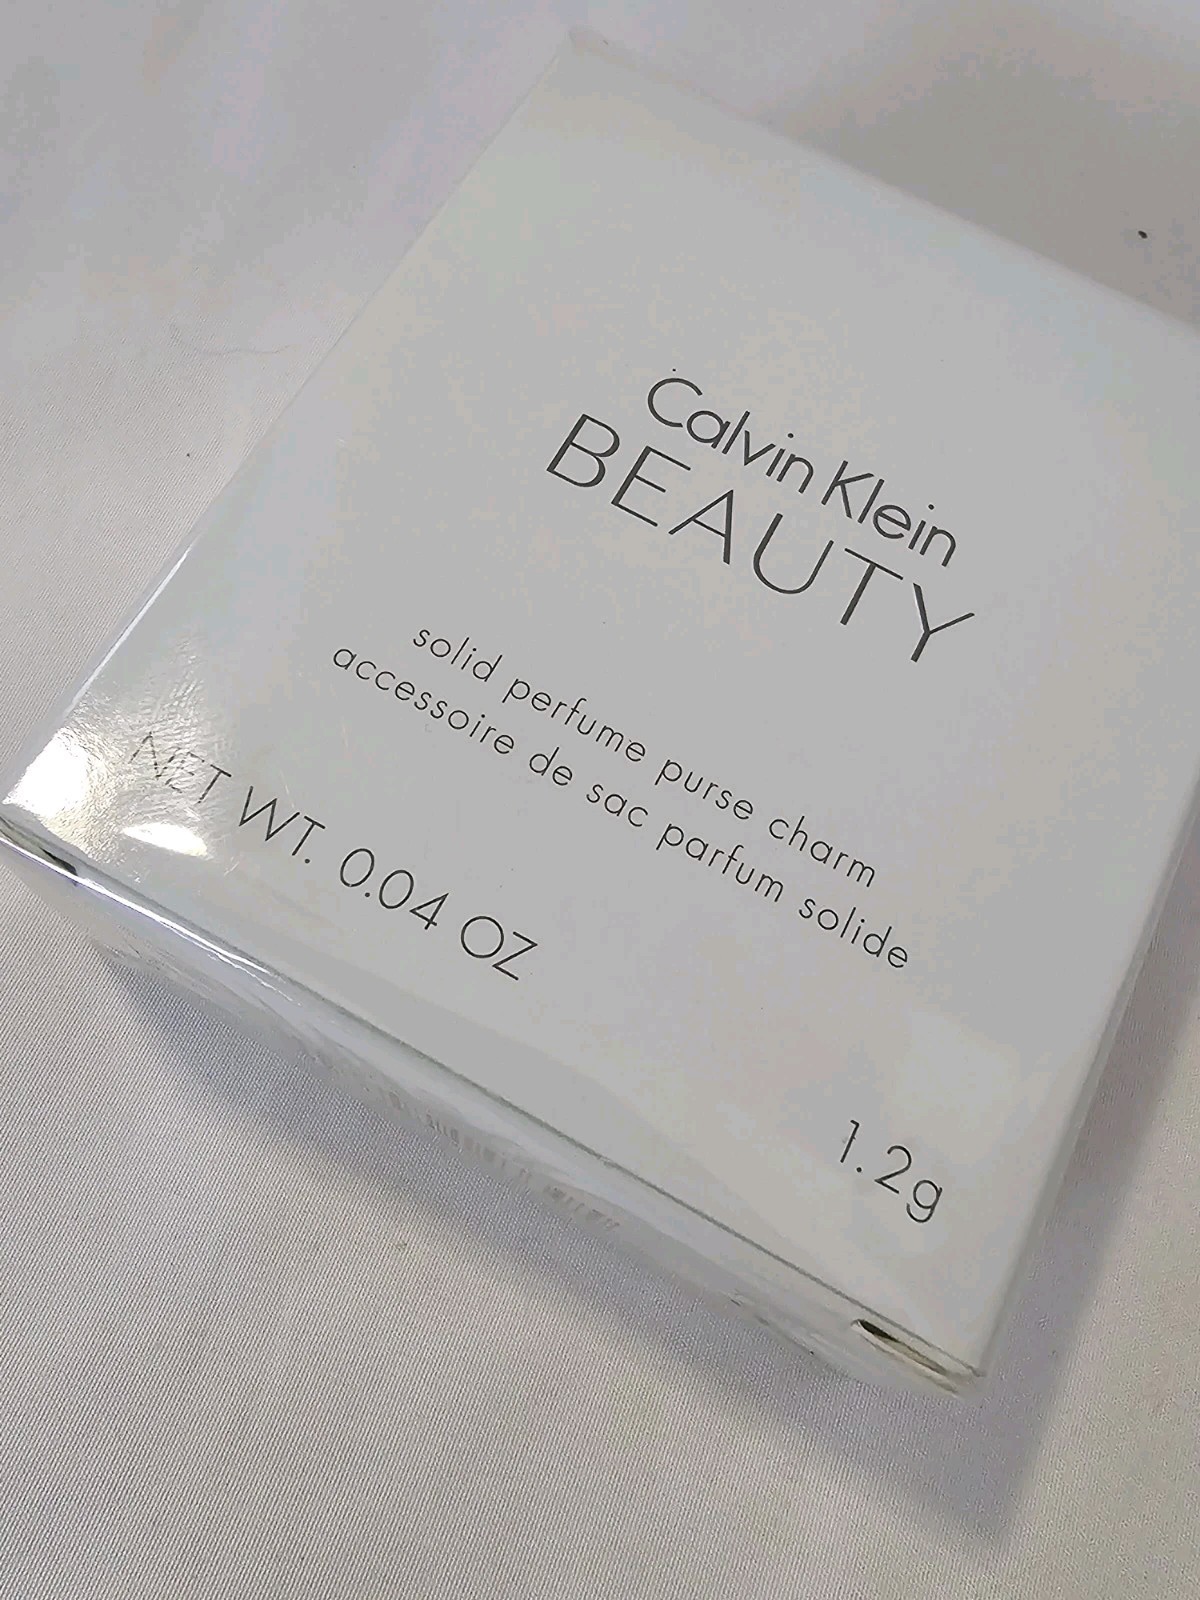 Calvin Klein
BEAUTY
solid perfume purse charm
accessoire de sac parfum solide
NET WT. 0.04 OZ
1.2g